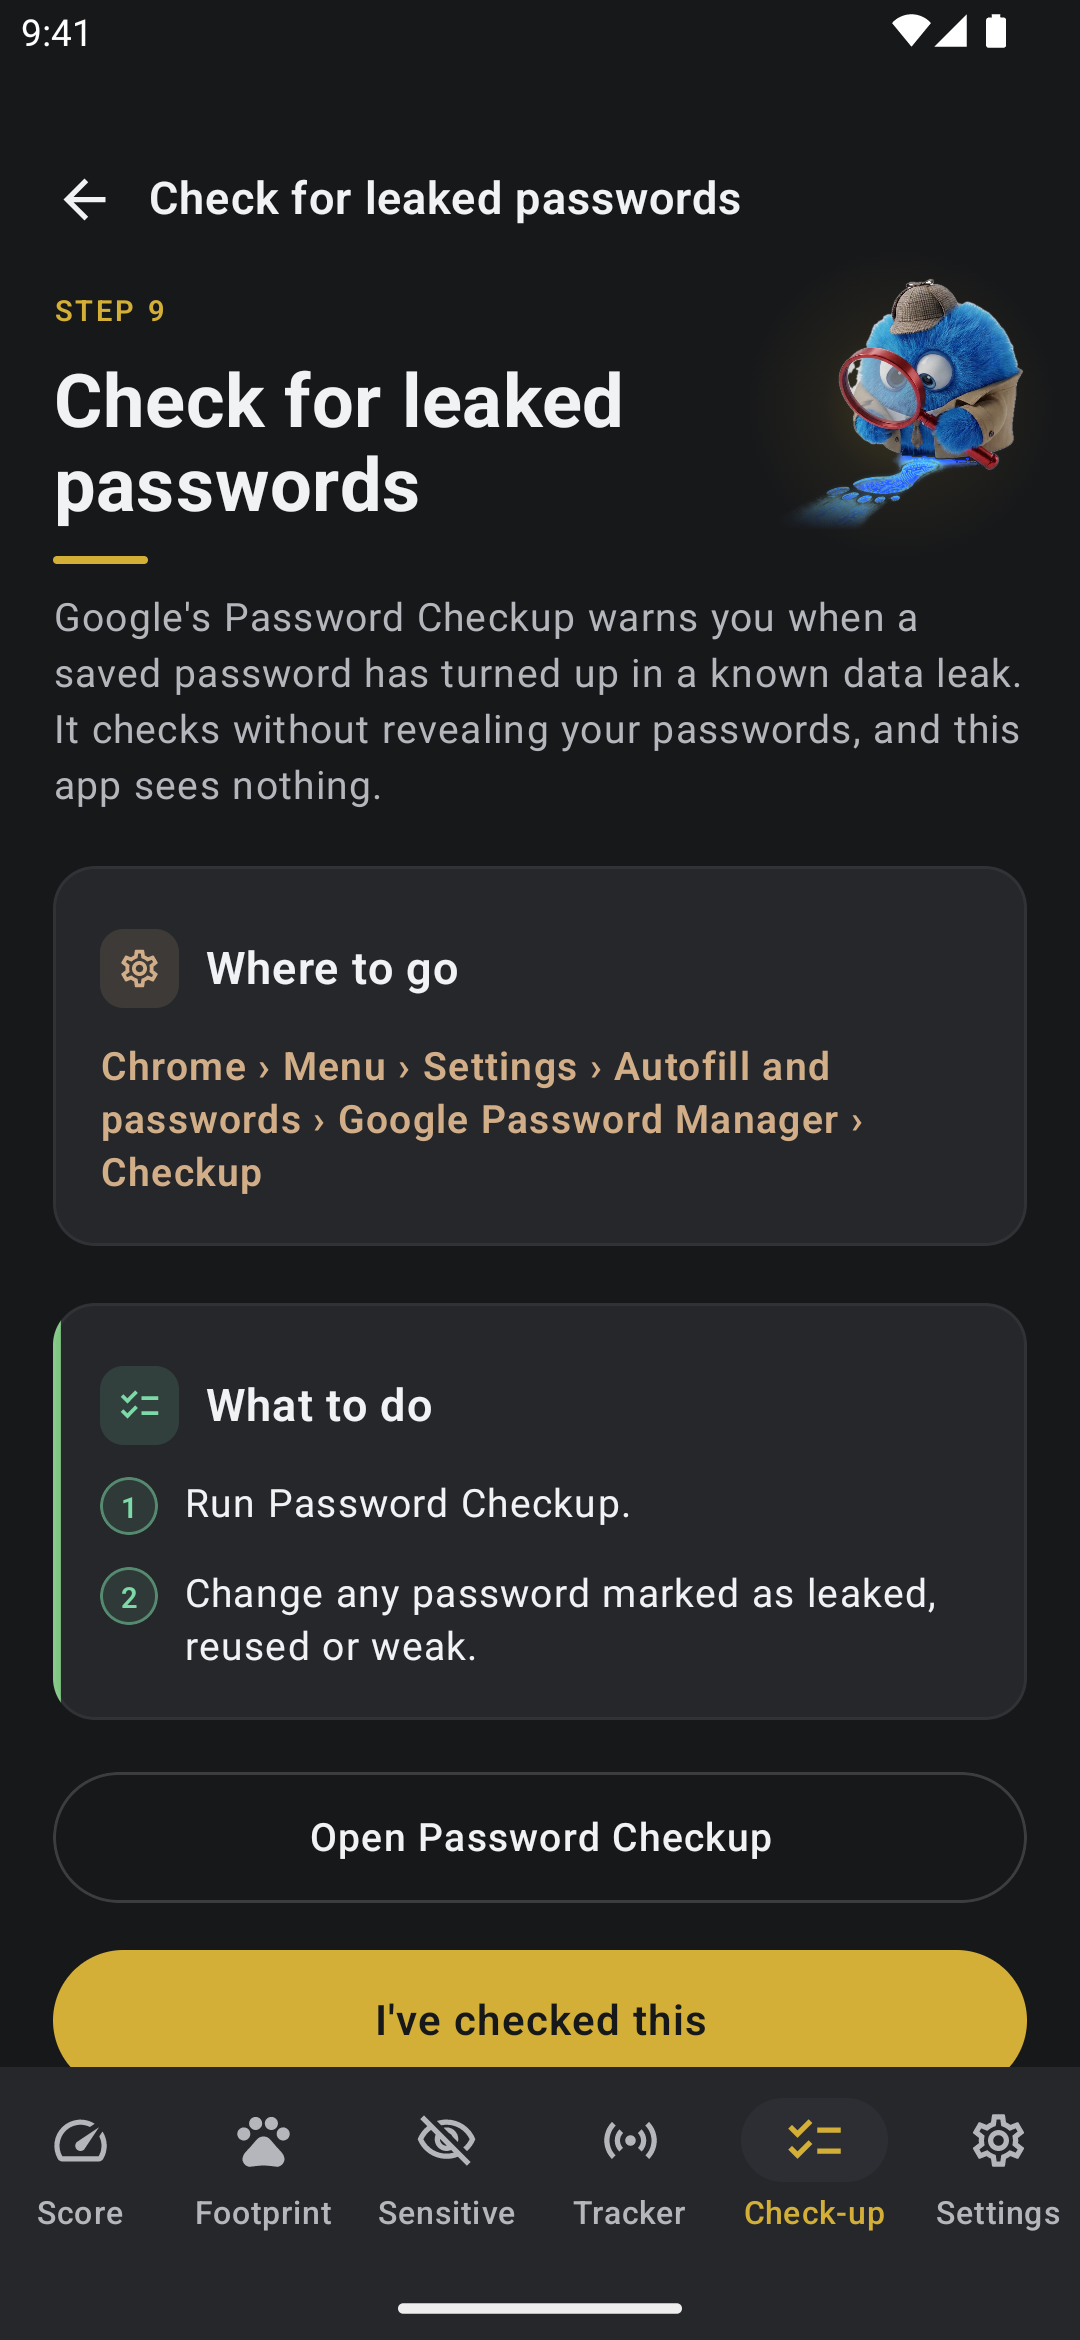 9:41
Check for leaked passwords
STEP 9
Check for leaked
passwords
Google's Password Checkup warns you when a
saved password has turned up in a known data leak.
It checks without revealing your passwords, and this
app sees nothing.
Where to go
Chrome › Menu › Settings › Autofill and
passwords › Google Password Manager ›
Checkup
What to do
1 Run Password Checkup.
2 Change any password marked as leaked,
reused or weak.
Open Password Checkup
I've checked this
Score Footprint Sensitive Tracker Check-up Settings